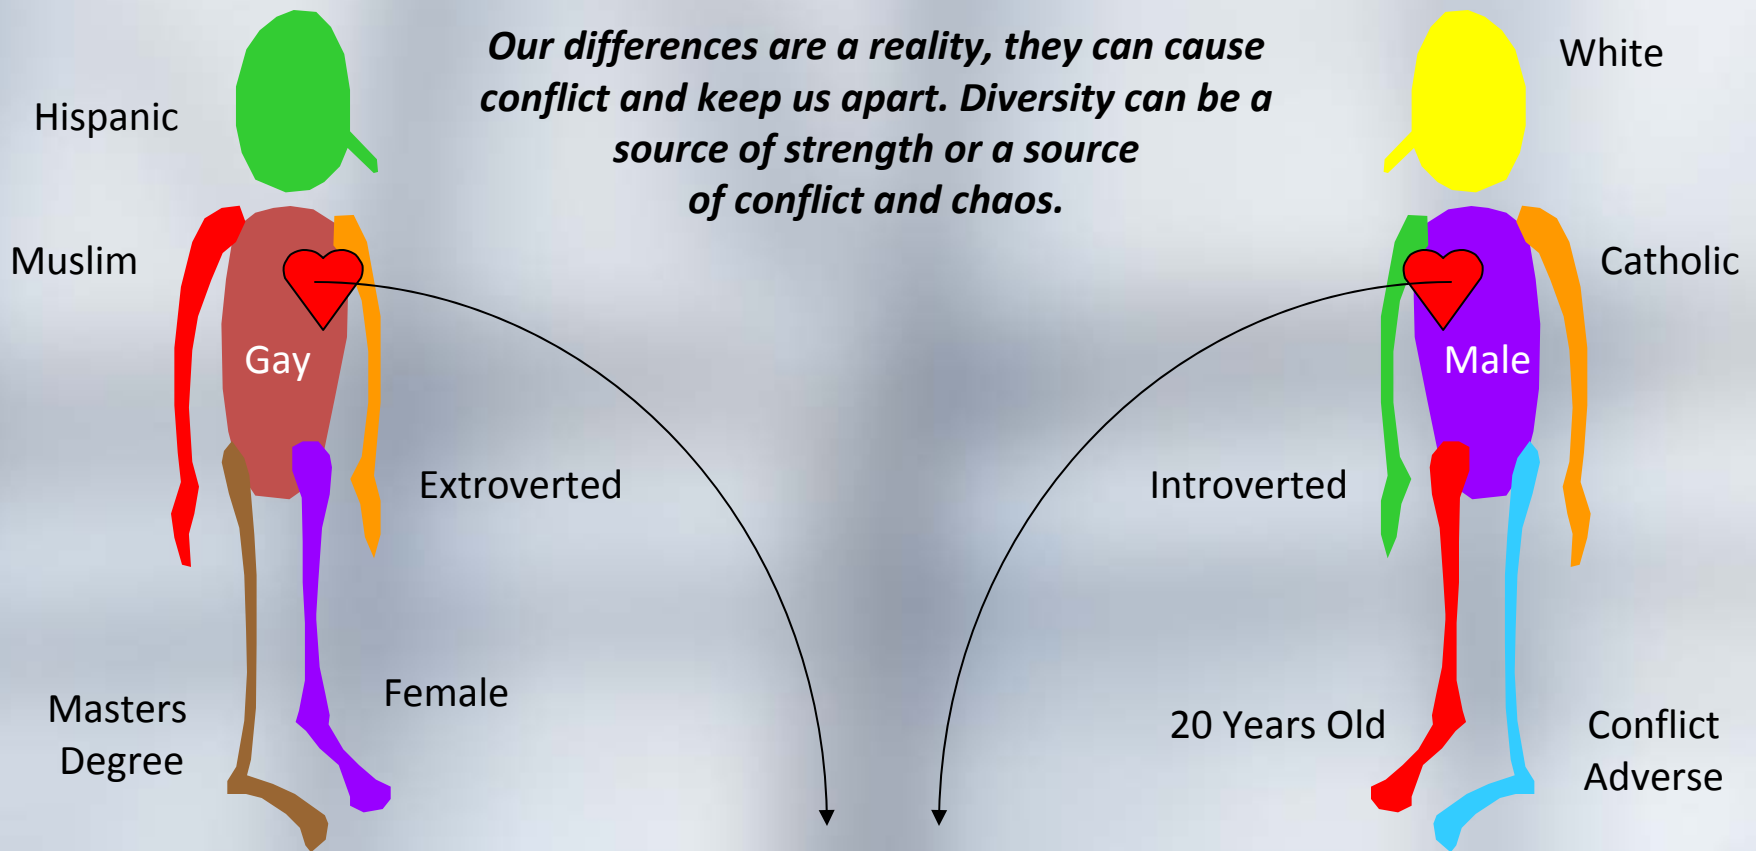 Our differences are a reality, they can cause
conflict and keep us apart. Diversity can be a
source of strength or a source
of conflict and chaos.
Hispanic
Muslim
Gay
Extroverted
Female
Masters
Degree
White
Catholic
Male
Introverted
20 Years Old
Conflict
Adverse